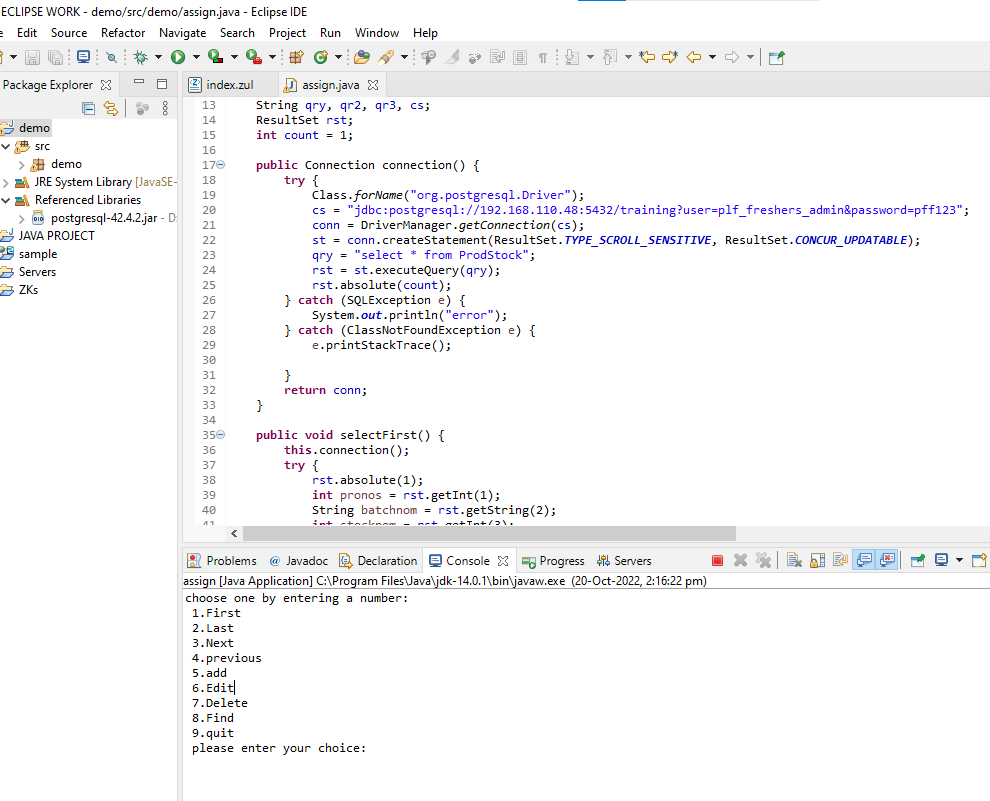 ECLIPSE WORK - demo/src/demo/assign.java - Eclipse IDE
Edit Source Refactor Navigate Search Project Run Window Help
Package Explorer
index.zul
assign.java
demo
src
demo
JRE System Library [JavaSE-
Referenced Libraries
postgresql-42.4.2.jar - D:
JAVA PROJECT
sample
Servers
ZKs
13 String qry, qr2, qr3, cs;
14 ResultSet rst;
15 int count = 1;
16
17 public Connection connection() {
18 try {
19 Class.forName("org.postgresql.Driver");
20 cs = "jdbc:postgresql://192.168.110.48:5432/training?user=plf_freshers_admin&password=pff123";
21 conn = DriverManager.getConnection(cs);
22 st = conn.createStatement(ResultSet.TYPE_SCROLL_SENSITIVE, ResultSet.CONCUR_UPDATABLE);
23 qry = "select * from ProdStock";
24 rst = st.executeQuery(qry);
25 rst.absolute(count);
26 } catch (SQLException e) {
27 System.out.println("error");
28 } catch (ClassNotFoundException e) {
29 e.printStackTrace();
30
31 }
32 return conn;
33 }
34
35 public void selectFirst() {
36 this.connection();
37 try {
38 rst.absolute(1);
39 int pronos = rst.getInt(1);
40 String batchnom = rst.getString(2);
41 int stocknom = rst.getInt(3);
Problems @ Javadoc Declaration Console Progress Servers
assign [Java Application] C:\Program Files\Java\jdk-14.0.1\bin\javaw.exe (20-Oct-2022, 2:16:22 pm)
choose one by entering a number:
1.First
2.Last
3.Next
4.previous
5.add
6.Edit
7.Delete
8.Find
9.quit
please enter your choice: